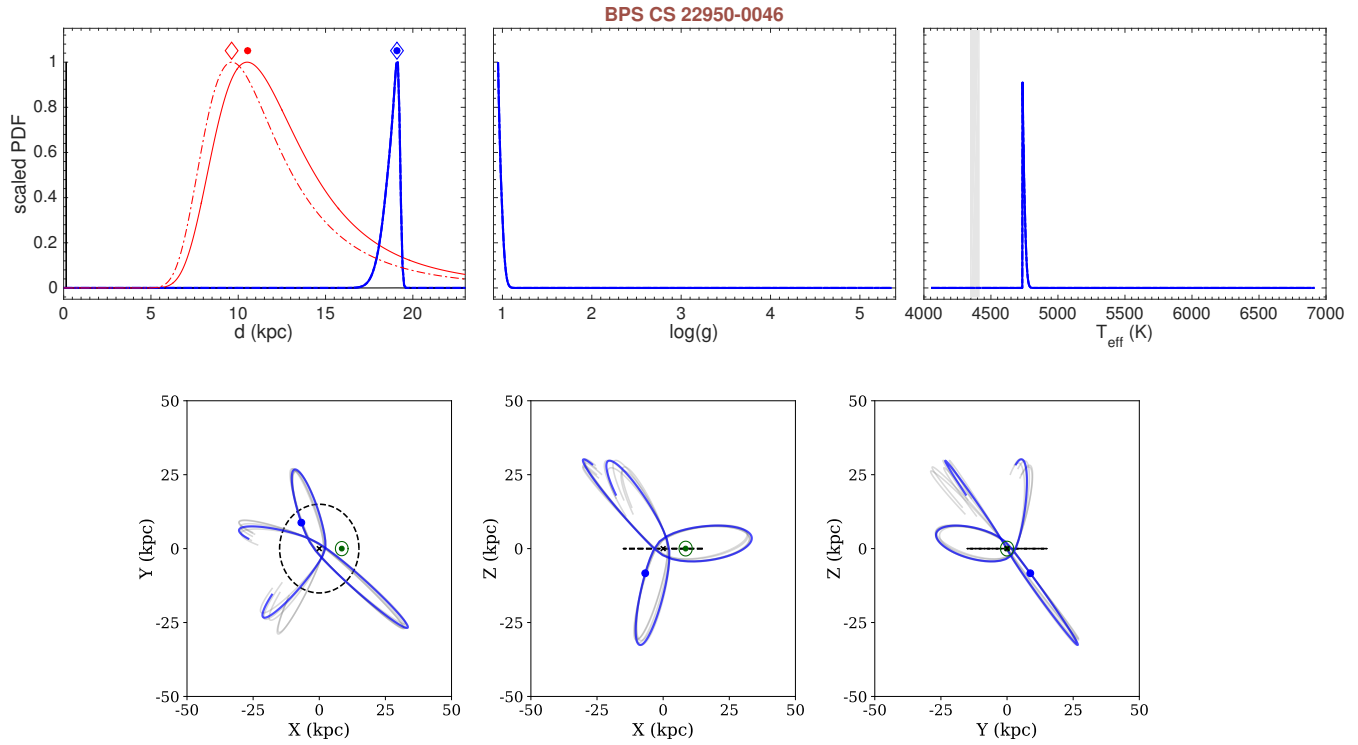 BPS CS 22950-0046
scaled PDF
1
0.8
0.6
0.4
0.2
0
0 5 10 15 20
d (kpc)
1 2 3 4 5
log(g)
4000 4500 5000 5500 6000 6500 7000
T_eff (K)
Y (kpc)
50
25
0
-25
-50
-50 -25 0 25 50
X (kpc)
Z (kpc)
50
25
0
-25
-50
-50 -25 0 25 50
X (kpc)
Z (kpc)
50
25
0
-25
-50
-50 -25 0 25 50
Y (kpc)